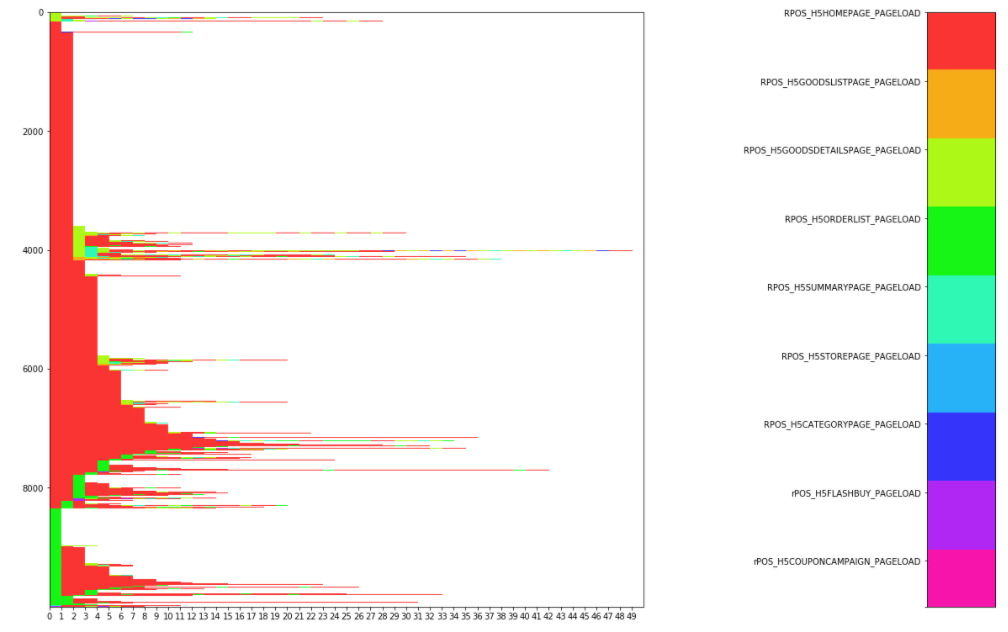 0
2000
4000
6000
8000
0 1 2 3 4 5 6 7 8 9 10 11 12 13 14 15 16 17 18 19 20 21 22 23 24 25 26 27 28 29 30 31 32 33 34 35 36 37 38 39 40 41 42 43 44 45 46 47 48 49
RPOS_H5HOMEPAGE_PAGELOAD
RPOS_H5GOODSLISTPAGE_PAGELOAD
RPOS_H5GOODSDETAILSPAGE_PAGELOAD
RPOS_H5ORDERLIST_PAGELOAD
RPOS_H5SUMMARYPAGE_PAGELOAD
RPOS_H5STOREPAGE_PAGELOAD
RPOS_H5CATEGORYPAGE_PAGELOAD
rPOS_H5FLASHBUY_PAGELOAD
rPOS_H5COUPONCAMPAIGN_PAGELOAD